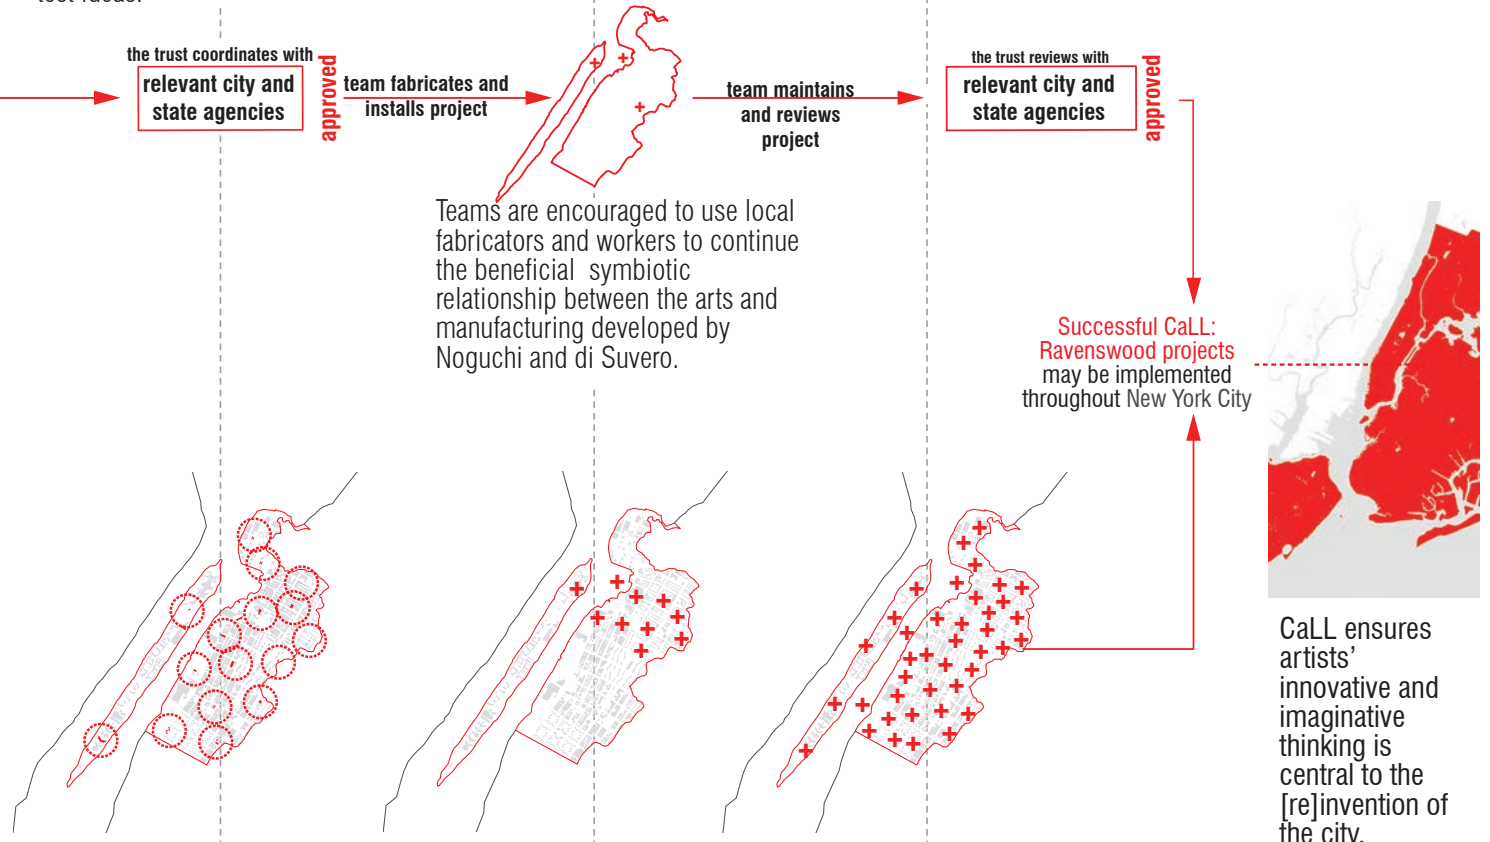 test ideas.
the trust coordinates with
relevant city and
state agencies
approved
team fabricates and
installs project
team maintains
and reviews
project
the trust reviews with
relevant city and
state agencies
approved
Teams are encouraged to use local
fabricators and workers to continue
the beneficial symbiotic
relationship between the arts and
manufacturing developed by
Noguchi and di Suvero.
Successful CaLL:
Ravenswood projects
may be implemented
throughout New York City
CaLL ensures
artists’
innovative and
imaginative
thinking is
central to the
[re]invention of
the city.